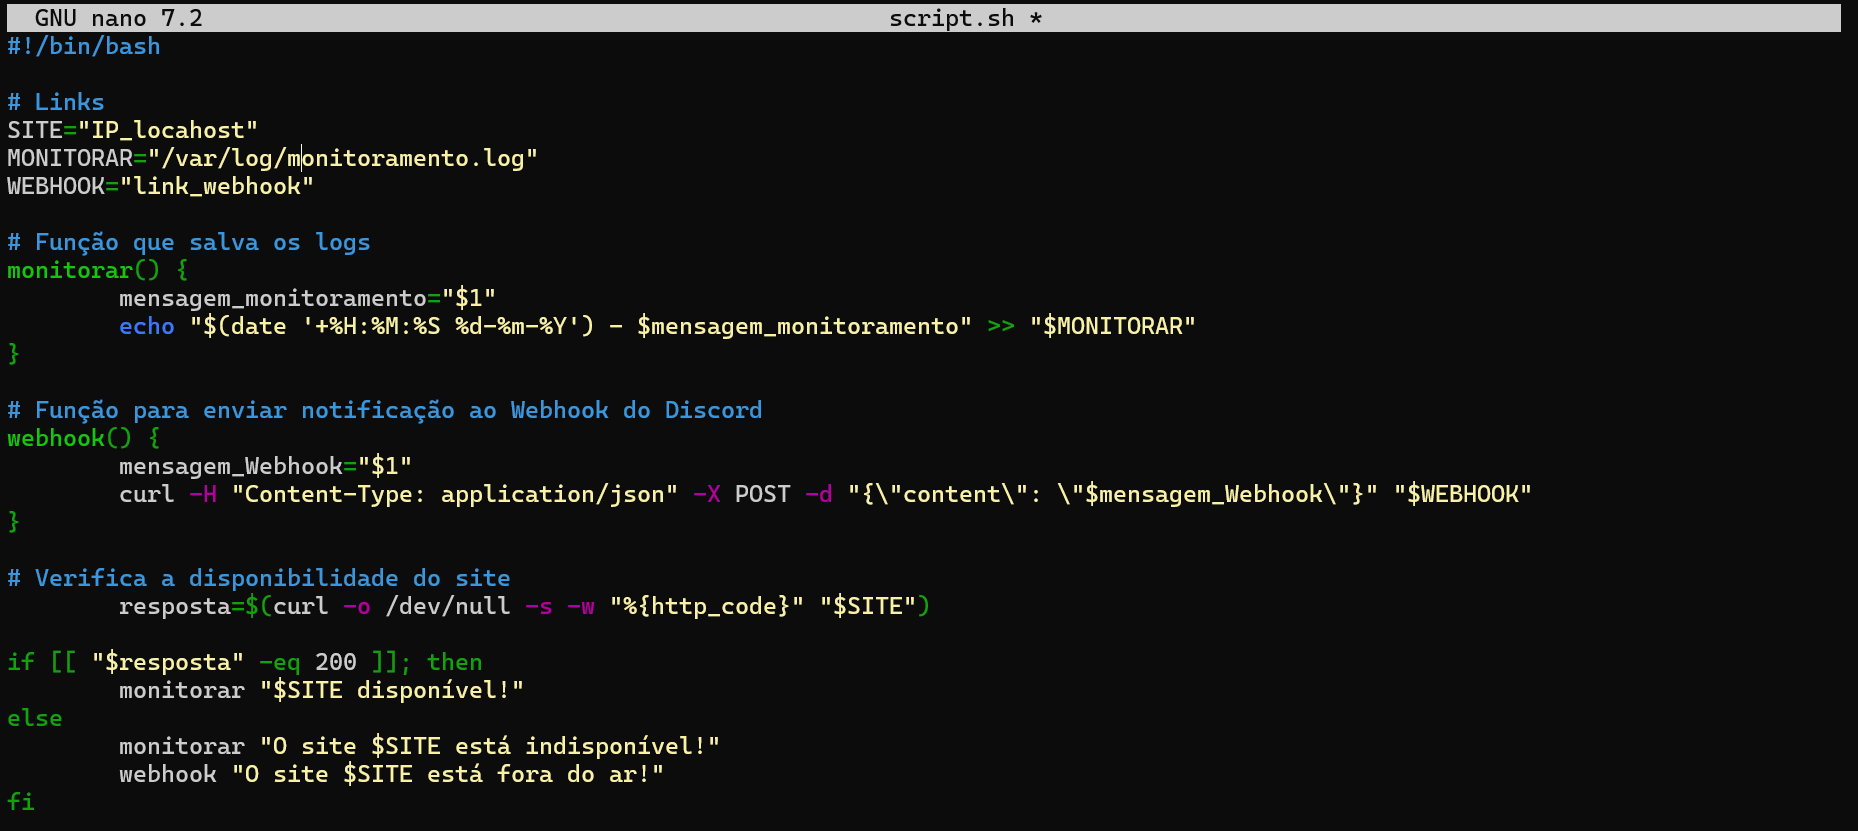 GNU nano 7.2 script.sh *
#!/bin/bash
# Links
SITE="IP_locahost"
MONITORAR="/var/log/monitoramento.log"
WEBHOOK="link_webhook"
# Função que salva os logs
monitorar() {
mensagem_monitoramento="$1"
echo "$(date '+%H:%M:%S %d-%m-%Y') - $mensagem_monitoramento" >> "$MONITORAR"
}
# Função para enviar notificação ao Webhook do Discord
webhook() {
mensagem_Webhook="$1"
curl -H "Content-Type: application/json" -X POST -d "{\"content\": \"$mensagem_Webhook\"}" "$WEBHOOK"
}
# Verifica a disponibilidade do site
resposta=$(curl -o /dev/null -s -w "%{http_code}" "$SITE")
if [[ "$resposta" -eq 200 ]]; then
monitorar "$SITE disponível!"
else
monitorar "O site $SITE está indisponível!"
webhook "O site $SITE está fora do ar!"
fi